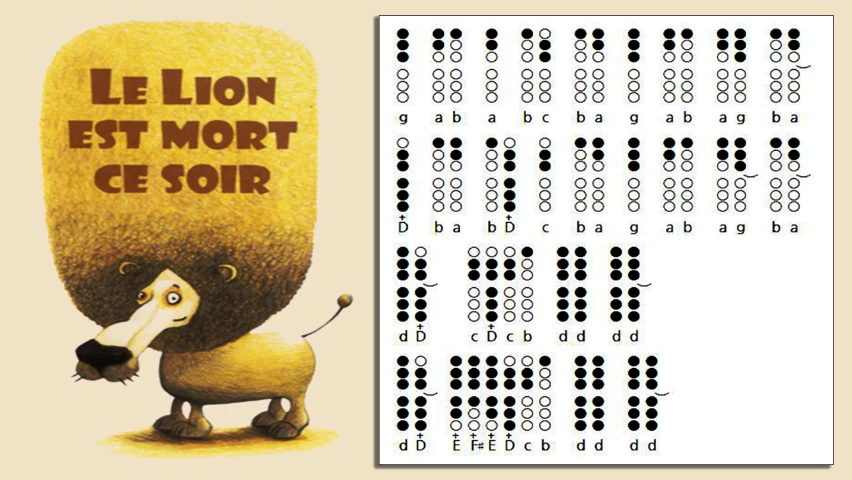 LE LION
EST MORT
CE SOIR
g a b a b c b a g a b a g b a
+ +
D b a b D c b a g a b a g b a
+ +
d D c D c b d d d d
+ + + + +
d D E F# E D c b d d d d